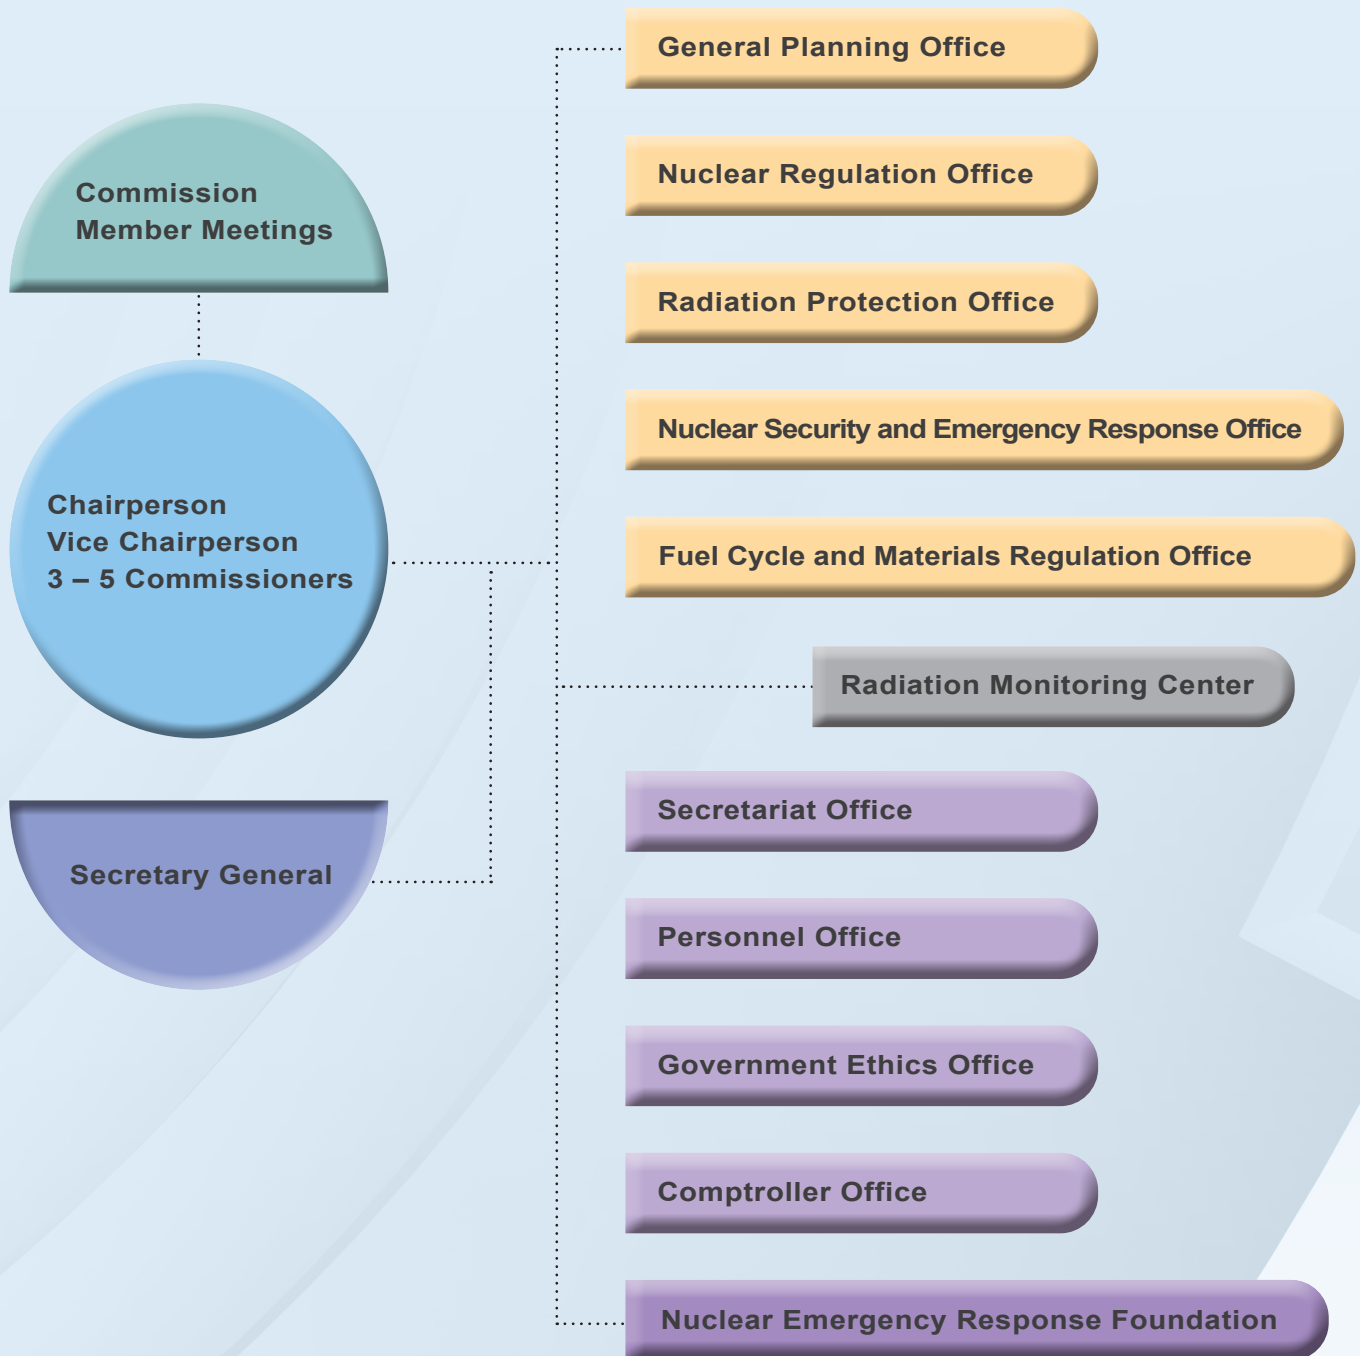 Commission
Member Meetings
Chairperson
Vice Chairperson
3 – 5 Commissioners
Secretary General
General Planning Office
Nuclear Regulation Office
Radiation Protection Office
Nuclear Security and Emergency Response Office
Fuel Cycle and Materials Regulation Office
Radiation Monitoring Center
Secretariat Office
Personnel Office
Government Ethics Office
Comptroller Office
Nuclear Emergency Response Foundation